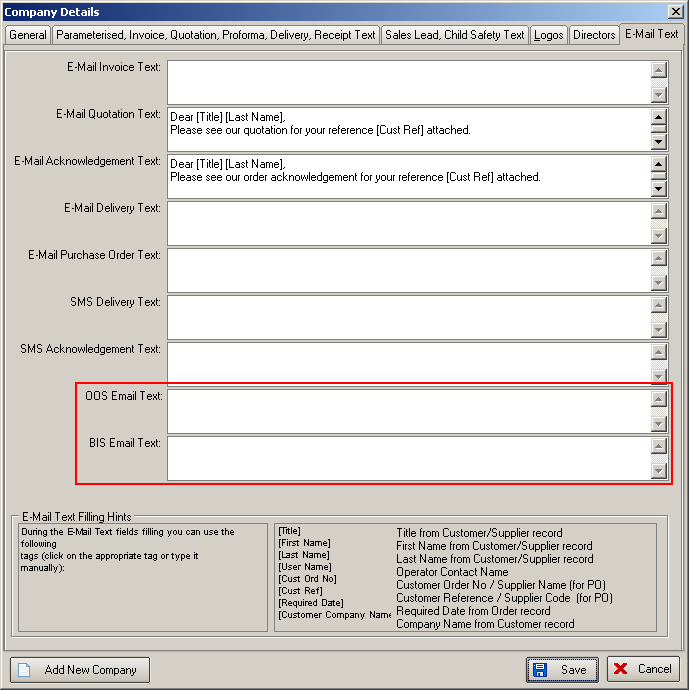 Company Details
General
Parameterised, Invoice, Quotation, Proforma, Delivery, Receipt Text
Sales Lead, Child Safety Text
Logos
Directors
E-Mail Text
E-Mail Invoice Text:
E-Mail Quotation Text:
Dear [Title] [Last Name],
Please see our quotation for your reference [Cust Ref] attached.
E-Mail Acknowledgement Text:
Dear [Title] [Last Name],
Please see our order acknowledgement for your reference [Cust Ref] attached.
E-Mail Delivery Text:
E-Mail Purchase Order Text:
SMS Delivery Text:
SMS Acknowledgement Text:
OOS Email Text:
BIS Email Text:
E-Mail Text Filling Hints
During the E-Mail Text fields filling you can use the
following
tags (click on the appropriate tag or type it
manually):
[Title] Title from Customer/Supplier record
[First Name] First Name from Customer/Supplier record
[Last Name] Last Name from Customer/Supplier record
[User Name] Operator Contact Name
[Cust Ord No] Customer Order No / Supplier Name (for PO)
[Cust Ref] Customer Reference / Supplier Code (for PO)
[Required Date] Required Date from Order record
[Customer Company Name Company Name from Customer record
Add New Company
Save
Cancel